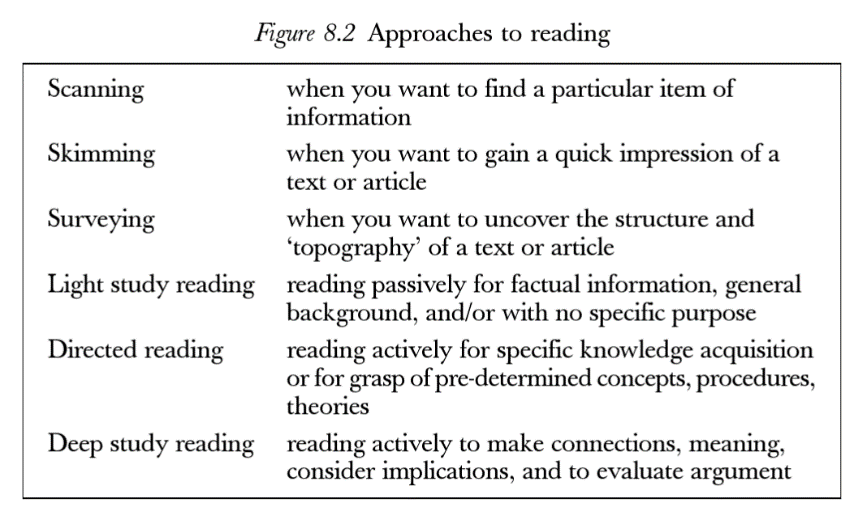 Figure 8.2 Approaches to reading
Scanning when you want to find a particular item of
information
Skimming when you want to gain a quick impression of a
text or article
Surveying when you want to uncover the structure and
‘topography’ of a text or article
Light study reading reading passively for factual information, general
background, and/or with no specific purpose
Directed reading reading actively for specific knowledge acquisition
or for grasp of pre-determined concepts, procedures,
theories
Deep study reading reading actively to make connections, meaning,
consider implications, and to evaluate argument